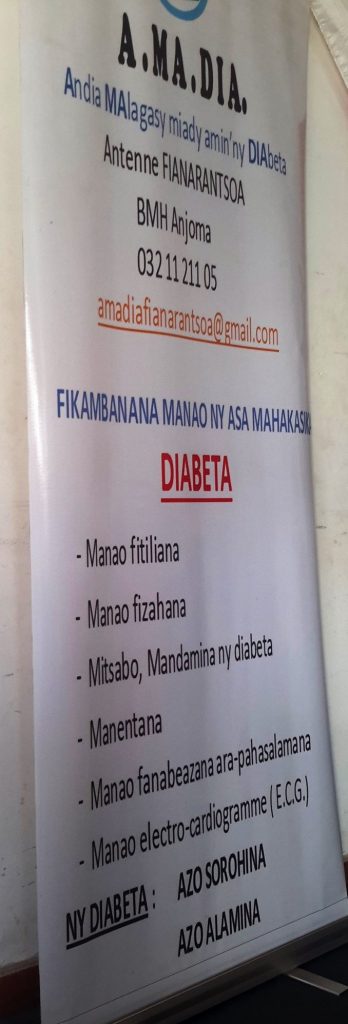 A.MA.DIA.
Andia MAlagasy miady amin'ny DIAbeta
Antenne FIANARANTSOA
BMH Anjoma
032 11 211 05
amadiafianarantsoa@gmail.com
FIKAMBANANA MANAO NY ASA MAHAKASIKA
DIABETA
- Manao fitiliana
- Manao fizahana
- Mitsabo, Mandamina ny diabeta
- Manentana
- Manao fanabeazana ara-pahasalamana
- Manao electro-cardiogramme ( E.C.G.)
NY DIABETA : AZO SOROHINA
AZO ALAMINA